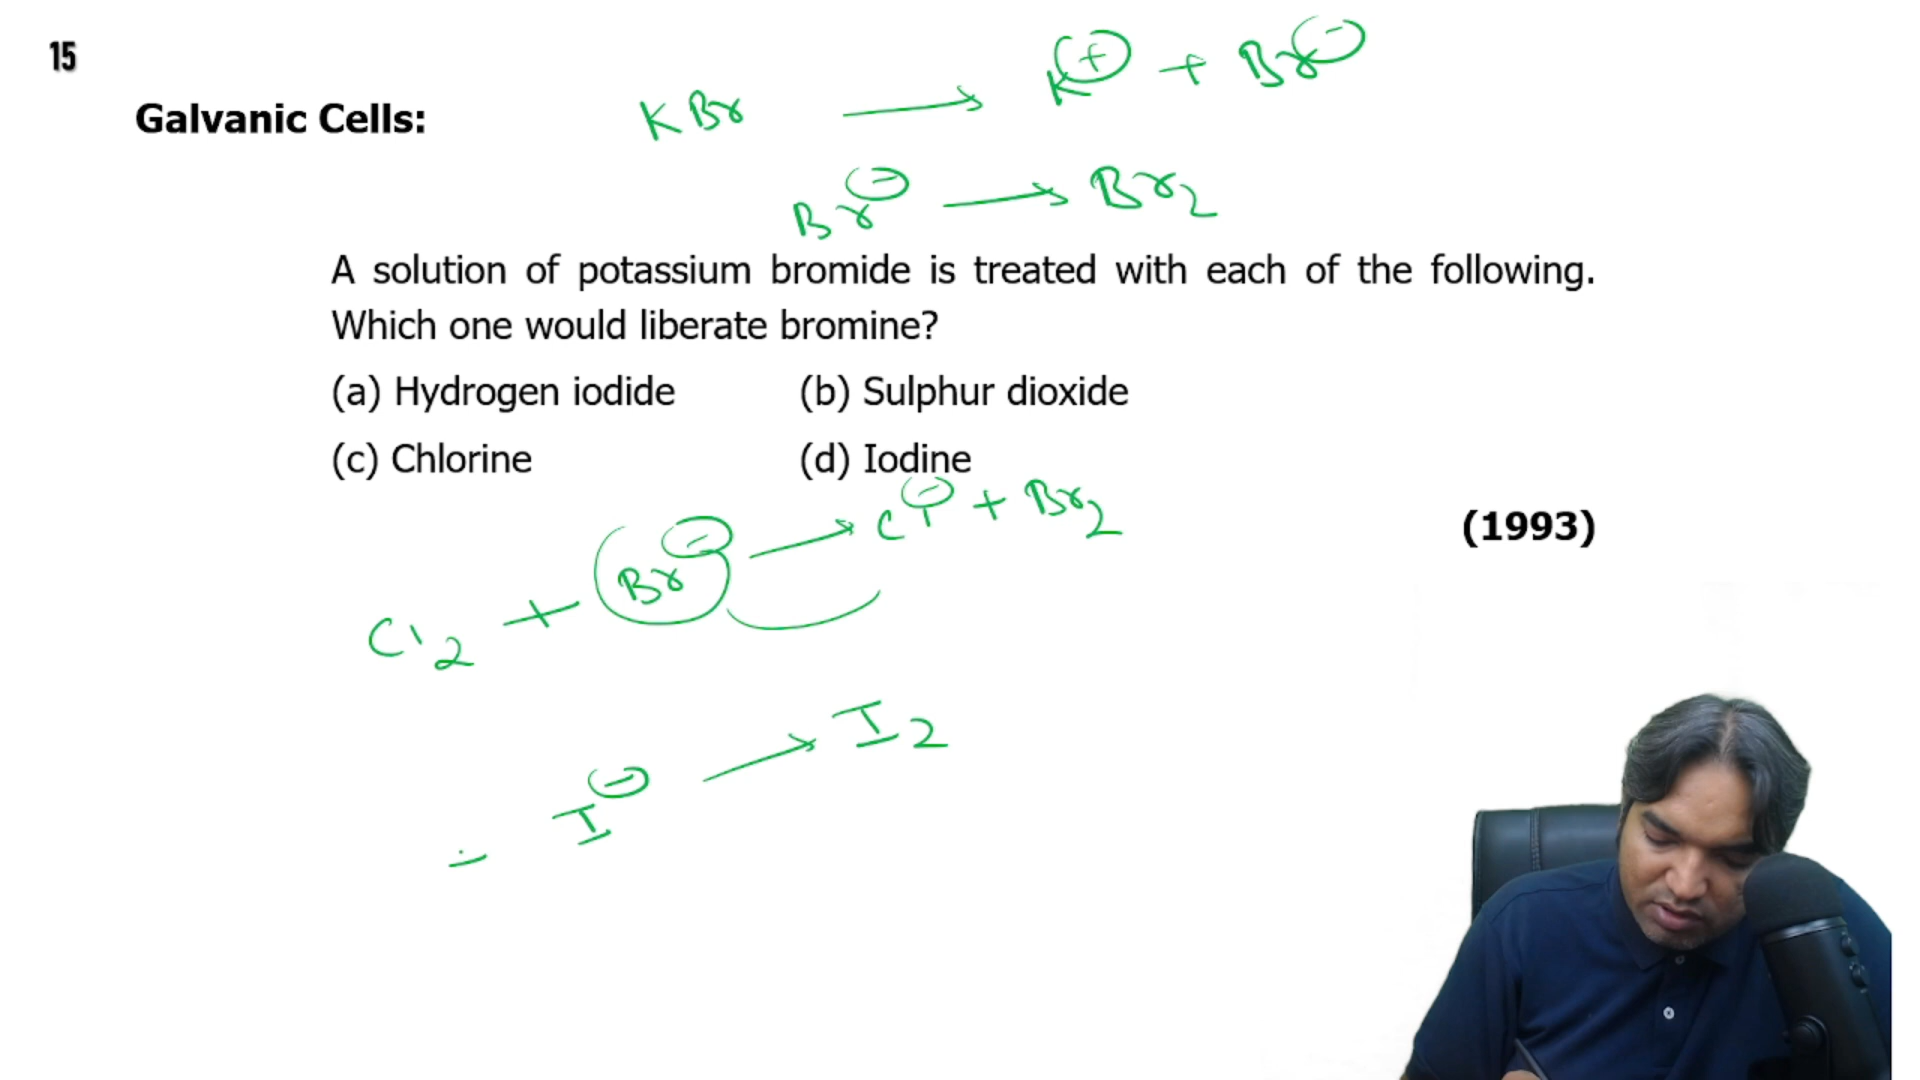 15
KBr → K⊕ + Br⊖
Galvanic Cells:
Br⊖ → Br2
A solution of potassium bromide is treated with each of the following.
Which one would liberate bromine?
(a) Hydrogen iodide (b) Sulphur dioxide
(c) Chlorine (d) Iodine
Cl2 + Br⊖ → Cl⊖ + Br2
(1993)
I⊖ → I2